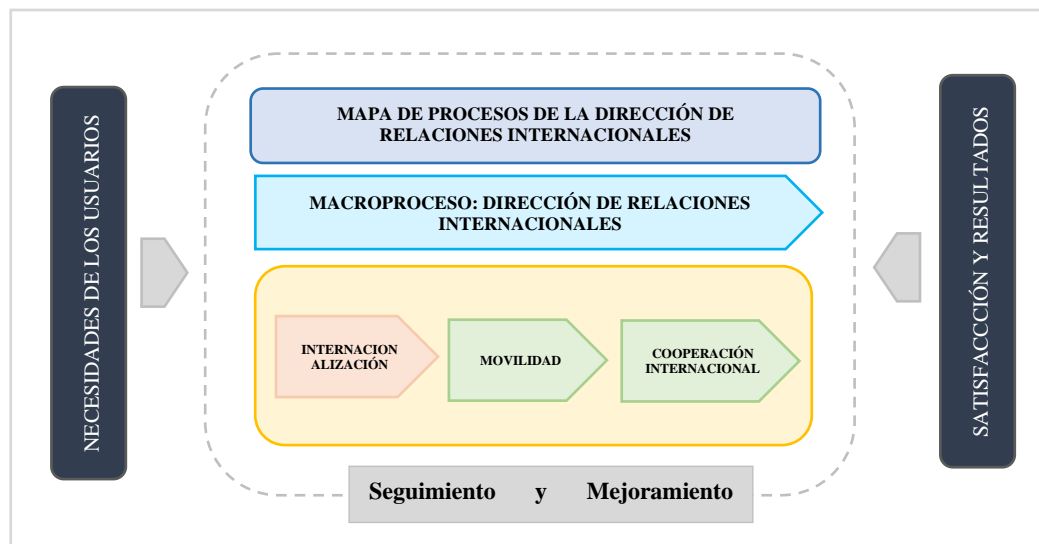 NECESIDADES DE LOS USUARIOS
MAPA DE PROCESOS DE LA DIRECCIÓN DE
RELACIONES INTERNACIONALES
MACROPROCESO: DIRECCIÓN DE RELACIONES
INTERNACIONALES
INTERNACION
ALIZACIÓN
MOVILIDAD
COOPERACIÓN
INTERNACIONAL
Seguimiento y Mejoramiento
SATISFACCCIÓN Y RESULTADOS